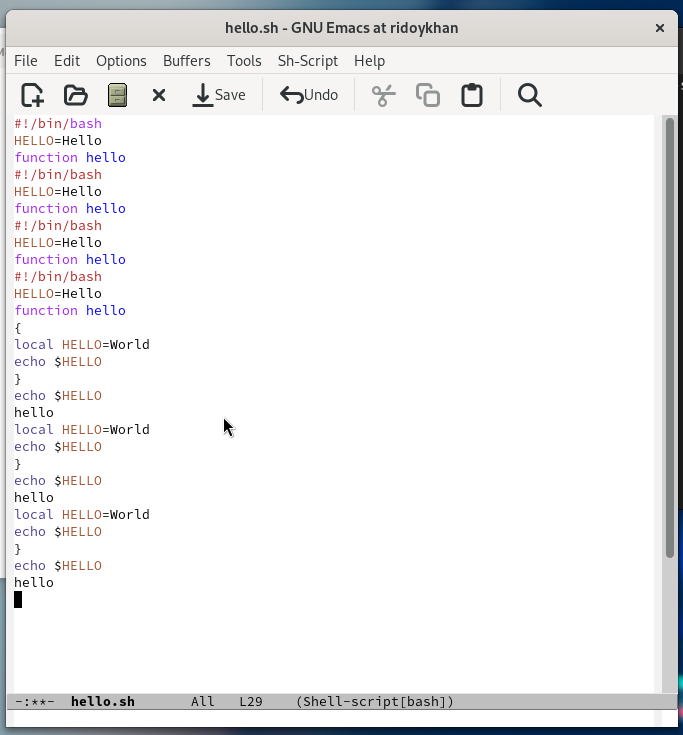 hello.sh - GNU Emacs at ridoykhan
File Edit Options Buffers Tools Sh-Script Help
Save Undo
#!/bin/bash
HELLO=Hello
function hello
#!/bin/bash
HELLO=Hello
function hello
#!/bin/bash
HELLO=Hello
function hello
#!/bin/bash
HELLO=Hello
function hello
{
local HELLO=World
echo $HELLO
}
echo $HELLO
hello
local HELLO=World
echo $HELLO
}
echo $HELLO
hello
local HELLO=World
echo $HELLO
}
echo $HELLO
hello
-:**- hello.sh All L29 (Shell-script[bash])